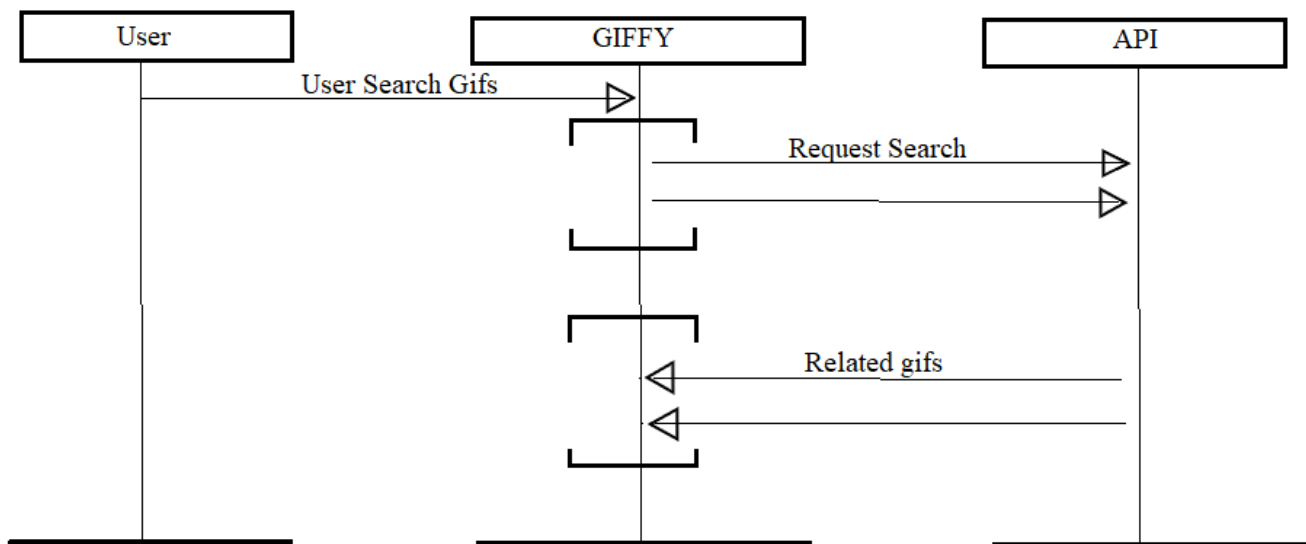 User
GIFFY
API
User Search Gifs
Request Search
Related gifs